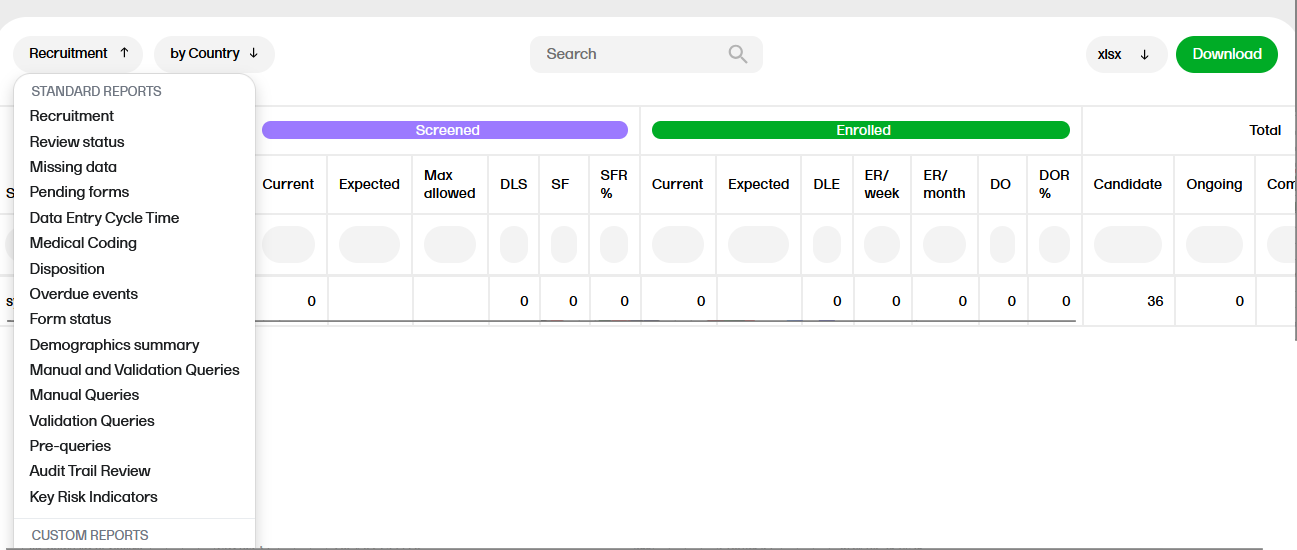 Recruitment ↑ by Country ↓ Search xlsx ↓ Download
STANDARD REPORTS
Recruitment
Review status
Missing data
Pending forms
Data Entry Cycle Time
Medical Coding
Disposition
Overdue events
Form status
Demographics summary
Manual and Validation Queries
Manual Queries
Validation Queries
Pre-queries
Audit Trail Review
Key Risk Indicators
CUSTOM REPORTS
Screened Enrolled Total
Current Expected Max allowed DLS SF SFR % Current Expected DLE ER/ week ER/ month DO DOR % Candidate Ongoing
0 0 0 0 0 0 0 0 0 0 36 0